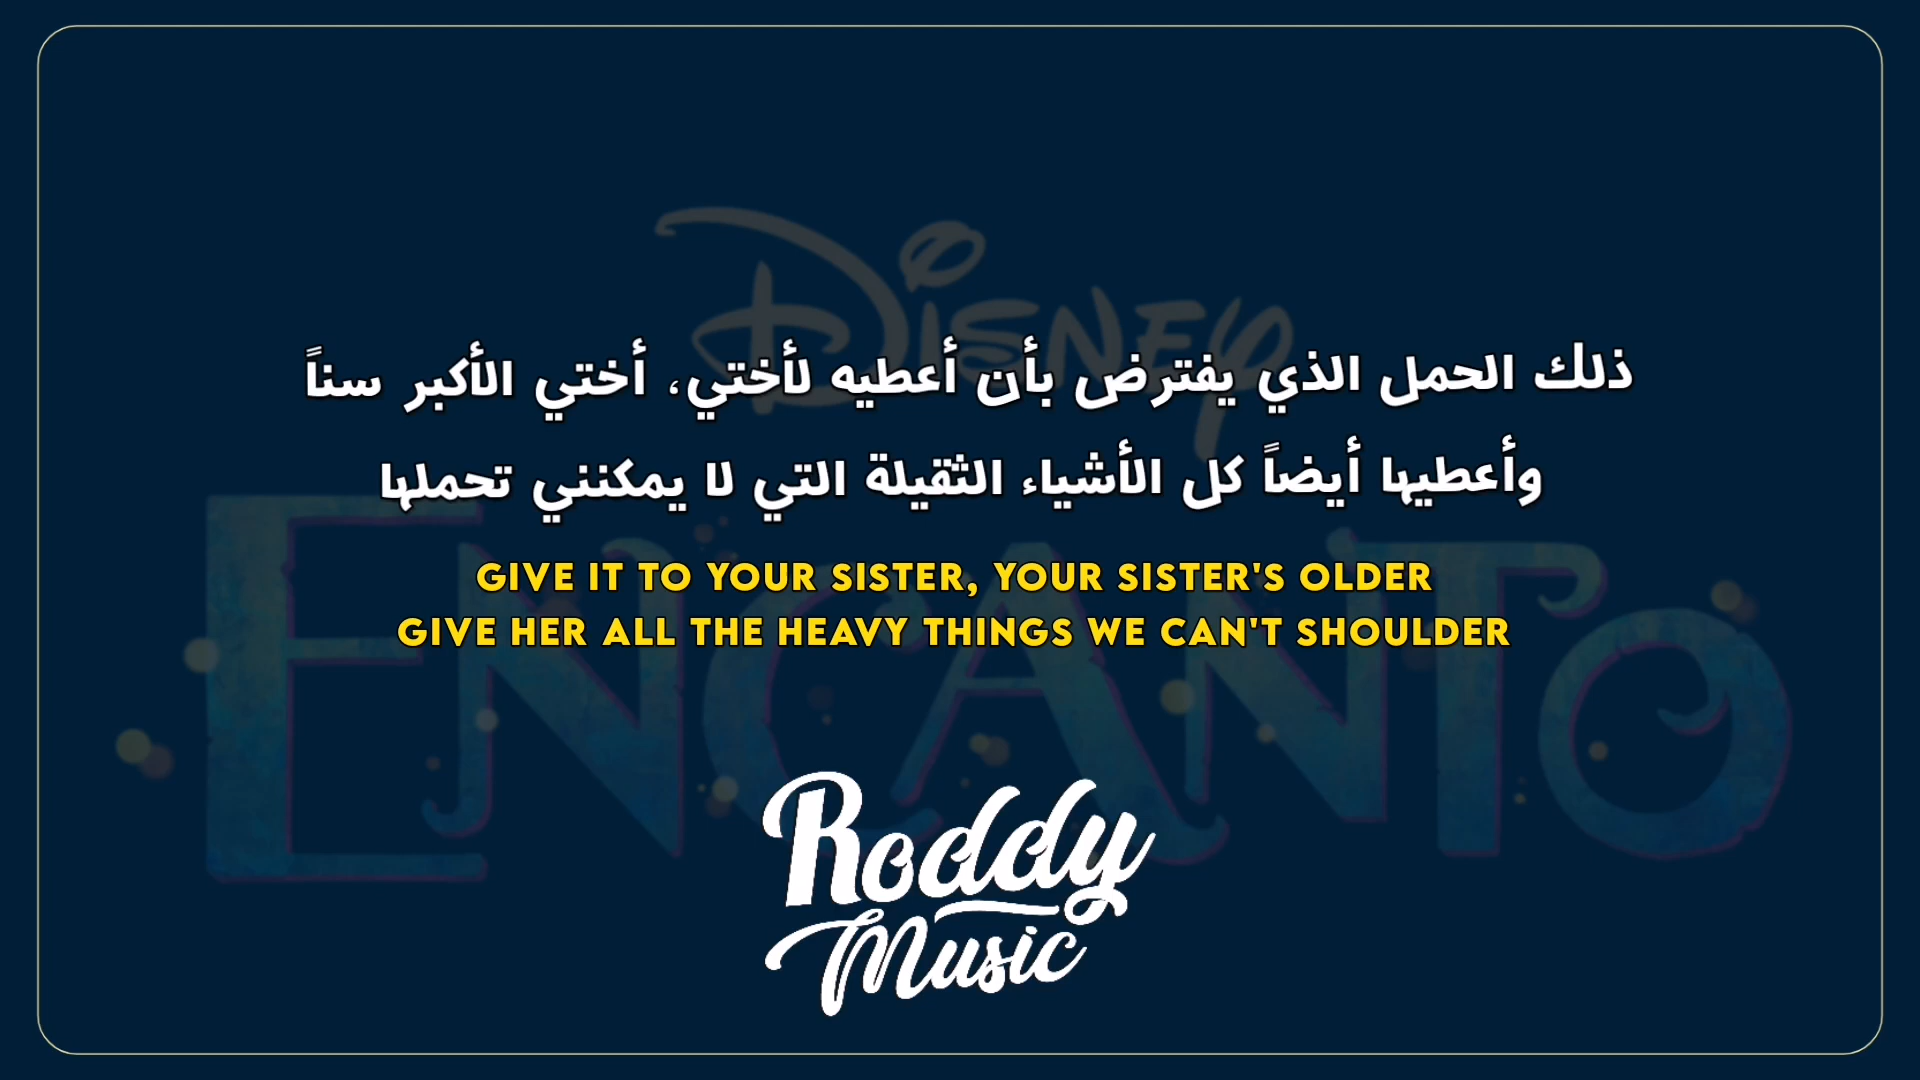 DISNEY
ذلك الحمل الذي يفترض بأن أعطيه لأختي، أختي الأكبر سناً
وأعطيها أيضاً كل الأشياء الثقيلة التي لا يمكنني تحملها
ENCANTO
GIVE IT TO YOUR SISTER, YOUR SISTER'S OLDER
GIVE HER ALL THE HEAVY THINGS WE CAN'T SHOULDER
Roddy
Music